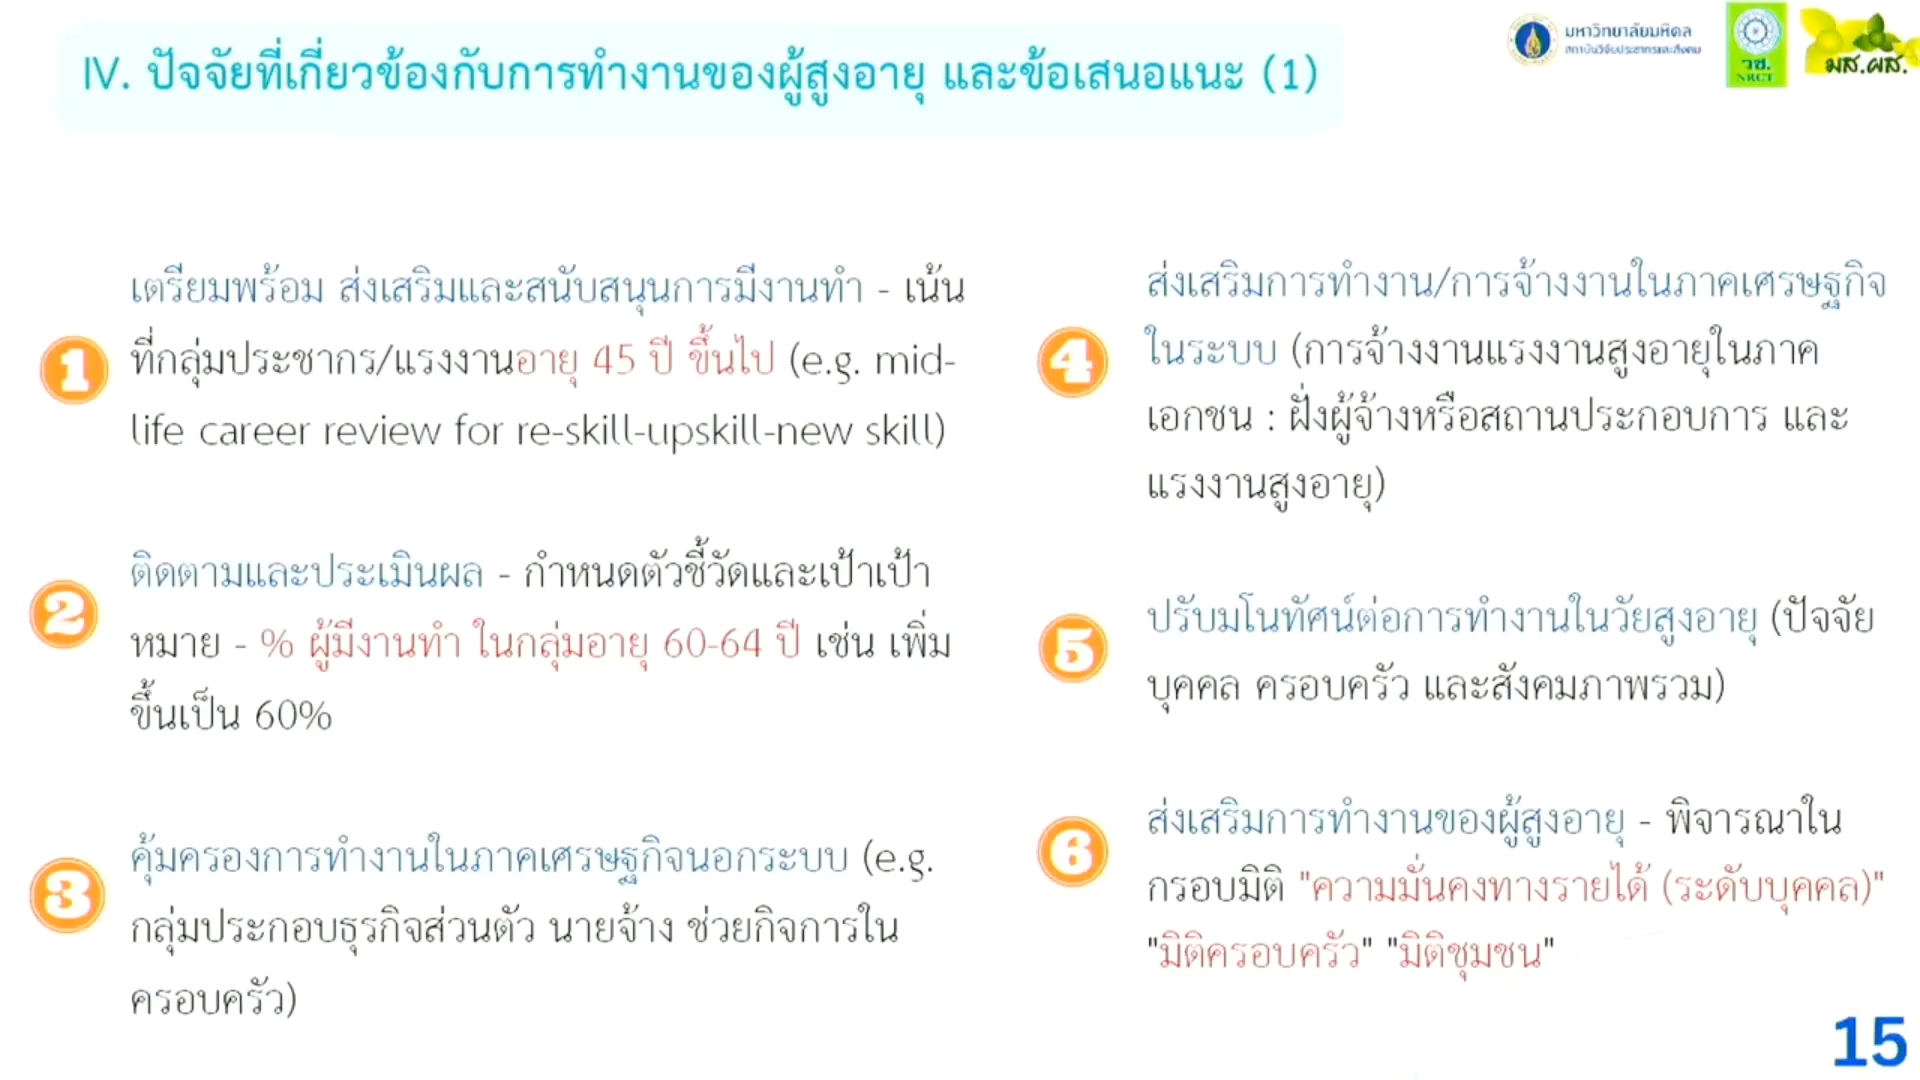 IV. ปัจจัยที่เกี่ยวข้องกับการทำงานของผู้สูงอายุ และข้อเสนอแนะ (1)
มหาวิทยาลัยมหิดล
สถาบันวิจัยประชากรและสังคม
วช.
NRCT
มส.ผส.
1
เตรียมพร้อม ส่งเสริมและสนับสนุนการมีงานทำ - เน้น
ที่กลุ่มประชากร/แรงงานอายุ 45 ปี ขึ้นไป (e.g. mid-
life career review for re-skill-upskill-new skill)
2
ติดตามและประเมินผล - กำหนดตัวชี้วัดและเป้าเป้า
หมาย - % ผู้มีงานทำ ในกลุ่มอายุ 60-64 ปี เช่น เพิ่ม
ขึ้นเป็น 60%
3
คุ้มครองการทำงานในภาคเศรษฐกิจนอกระบบ (e.g.
กลุ่มประกอบธุรกิจส่วนตัว นายจ้าง ช่วยกิจการใน
ครอบครัว)
4
ส่งเสริมการทำงาน/การจ้างงานในภาคเศรษฐกิจ
ในระบบ (การจ้างงานแรงงานสูงอายุในภาค
เอกชน : ฝั่งผู้จ้างหรือสถานประกอบการ และ
แรงงานสูงอายุ)
5
ปรับมโนทัศน์ต่อการทำงานในวัยสูงอายุ (ปัจจัย
บุคคล ครอบครัว และสังคมภาพรวม)
6
ส่งเสริมการทำงานของผู้สูงอายุ - พิจารณาใน
กรอบมิติ "ความมั่นคงทางรายได้ (ระดับบุคคล)"
"มิติครอบครัว" "มิติชุมชน"
15